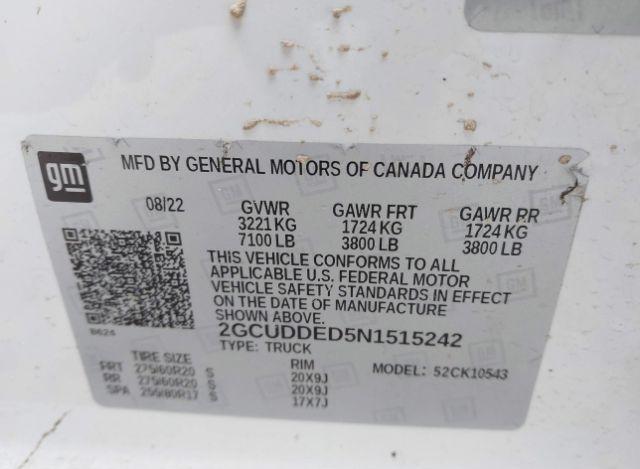 gm
MFD BY GENERAL MOTORS OF CANADA COMPANY
08/22
GVWR GAWR FRT GAWR RR
3221 KG 1724 KG 1724 KG
7100 LB 3800 LB 3800 LB
THIS VEHICLE CONFORMS TO ALL
APPLICABLE U.S. FEDERAL MOTOR
VEHICLE SAFETY STANDARDS IN EFFECT
ON THE DATE OF MANUFACTURE
SHOWN ABOVE.
2GCUDDED5N1515242
B624
TYPE: TRUCK
TIRE SIZE RIM MODEL: 52CK10543
FRT 275/60R20 S 20X9J
RR 275/60R20 S 20X9J
SPA 255/80R17 S 17X7J